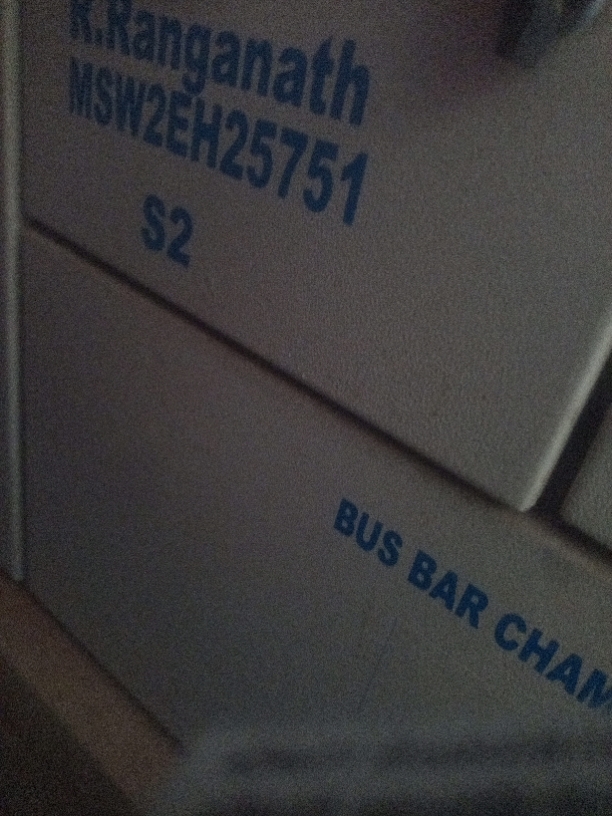 K.Ranganath
MSW2EH25751
S2
BUS BAR CHAM